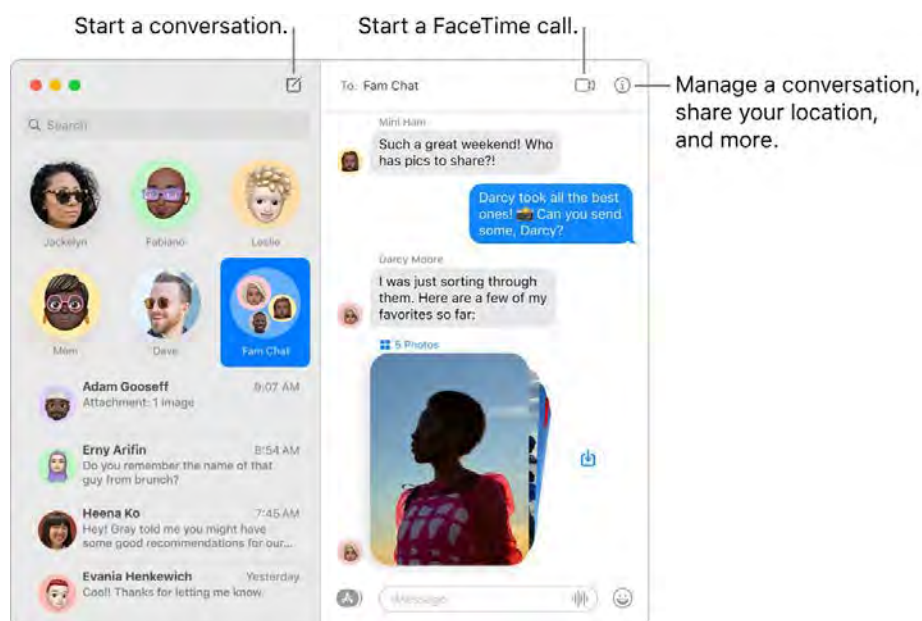 Start a conversation.
Start a FaceTime call.
Manage a conversation,
share your location,
and more.
Search
Jackelyn
Fabiano
Leslie
Mom
Dave
Fam Chat
Adam Gooseff
9:07 AM
Attachment: 1 image
Erny Arifin
8:54 AM
Do you remember the name of that
guy from brunch?
Heena Ko
7:45 AM
Hey! Gray told me you might have
some good recommendations for our...
Evania Henkewich
Yesterday
Cool! Thanks for letting me know.
To: Fam Chat
Mini Ham
Such a great weekend! Who
has pics to share?!
Darcy took all the best
ones! 📸 Can you send
some, Darcy?
Darcy Moore
I was just sorting through
them. Here are a few of my
favorites so far:
5 Photos
iMessage